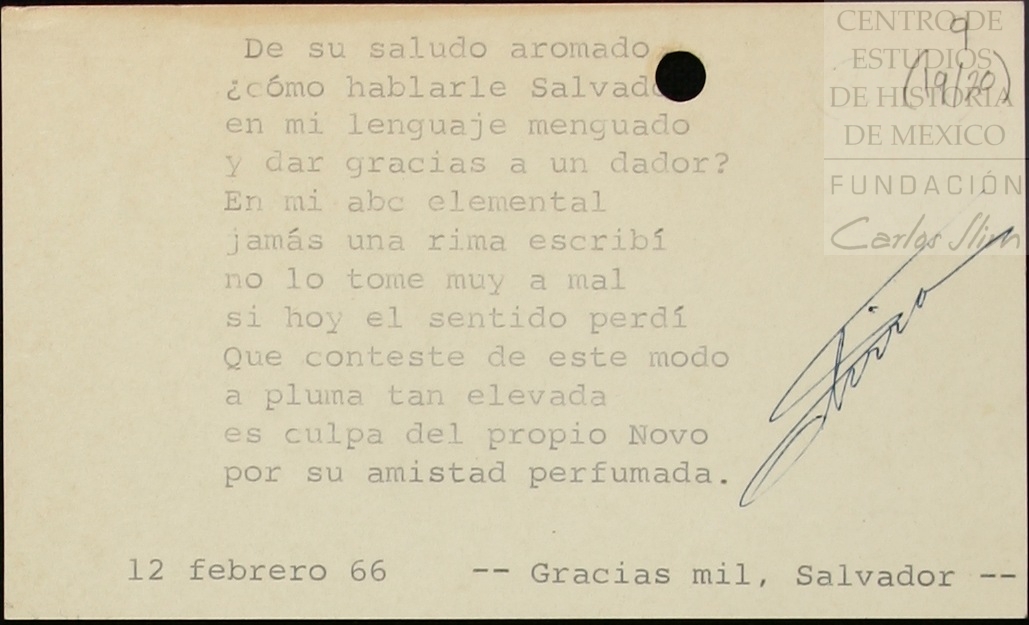 CENTRO DE
ESTUDIOS
DE HISTORIA
DE MEXICO
FUNDACIÓN
Carlos Slim
9
(19/20)
De su saludo aromado
¿cómo hablarle Salvado
en mi lenguaje menguado
y dar gracias a un dador?
En mi abc elemental
jamás una rima escribí
no lo tome muy a mal
si hoy el sentido perdí
Que conteste de este modo
a pluma tan elevada
es culpa del propio Novo
por su amistad perfumada.
12 febrero 66 -- Gracias mil, Salvador --